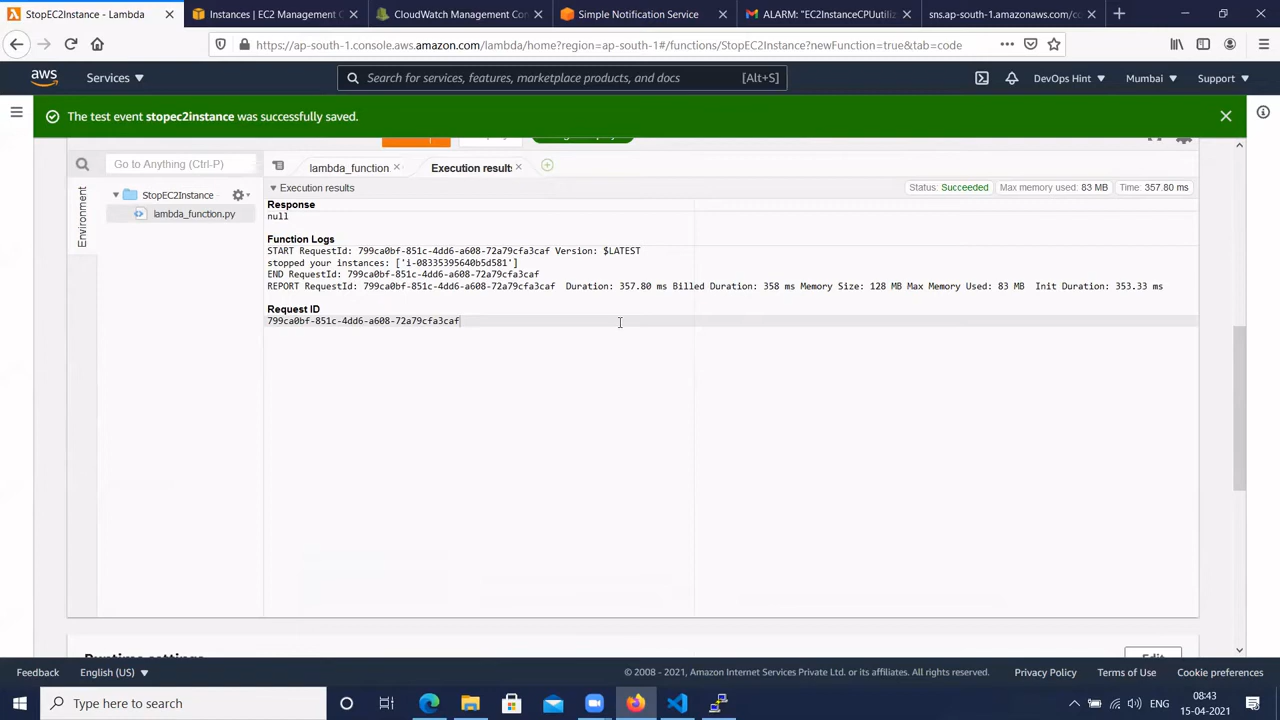 StopEC2Instance - Lambda
Instances | EC2 Management C
CloudWatch Management Con
Simple Notification Service
ALARM: "EC2InstanceCPUutiliz
sns.ap-south-1.amazonaws.com/cc
https://ap-south-1.console.aws.amazon.com/lambda/home?region=ap-south-1#/functions/StopEC2Instance?newFunction=true&tab=code
aws
Services
Search for services, features, marketplace products, and docs
[Alt+S]
DevOps Hint
Mumbai
Support
The test event stopec2instance was successfully saved.
Go to Anything (Ctrl-P)
lambda_function
Execution results
Environment
StopEC2Instance
lambda_function.py
Execution results
Status: Succeeded
Max memory used: 83 MB
Time: 357.80 ms
Response
null
Function Logs
START RequestId: 799ca0bf-851c-4dd6-a608-72a79cfa3caf Version: $LATEST
stopped your instances: ['i-08335395640b5d581']
END RequestId: 799ca0bf-851c-4dd6-a608-72a79cfa3caf
REPORT RequestId: 799ca0bf-851c-4dd6-a608-72a79cfa3caf  Duration: 357.80 ms Billed Duration: 358 ms Memory Size: 128 MB Max Memory Used: 83 MB  Init Duration: 353.33 ms
Request ID
799ca0bf-851c-4dd6-a608-72a79cfa3caf
Runtime settings
Edit
Feedback
English (US)
© 2008 - 2021, Amazon Internet Services Private Ltd. or its affiliates. All rights reserved.
Privacy Policy
Terms of Use
Cookie preferences
Type here to search
ENG
08:43
15-04-2021